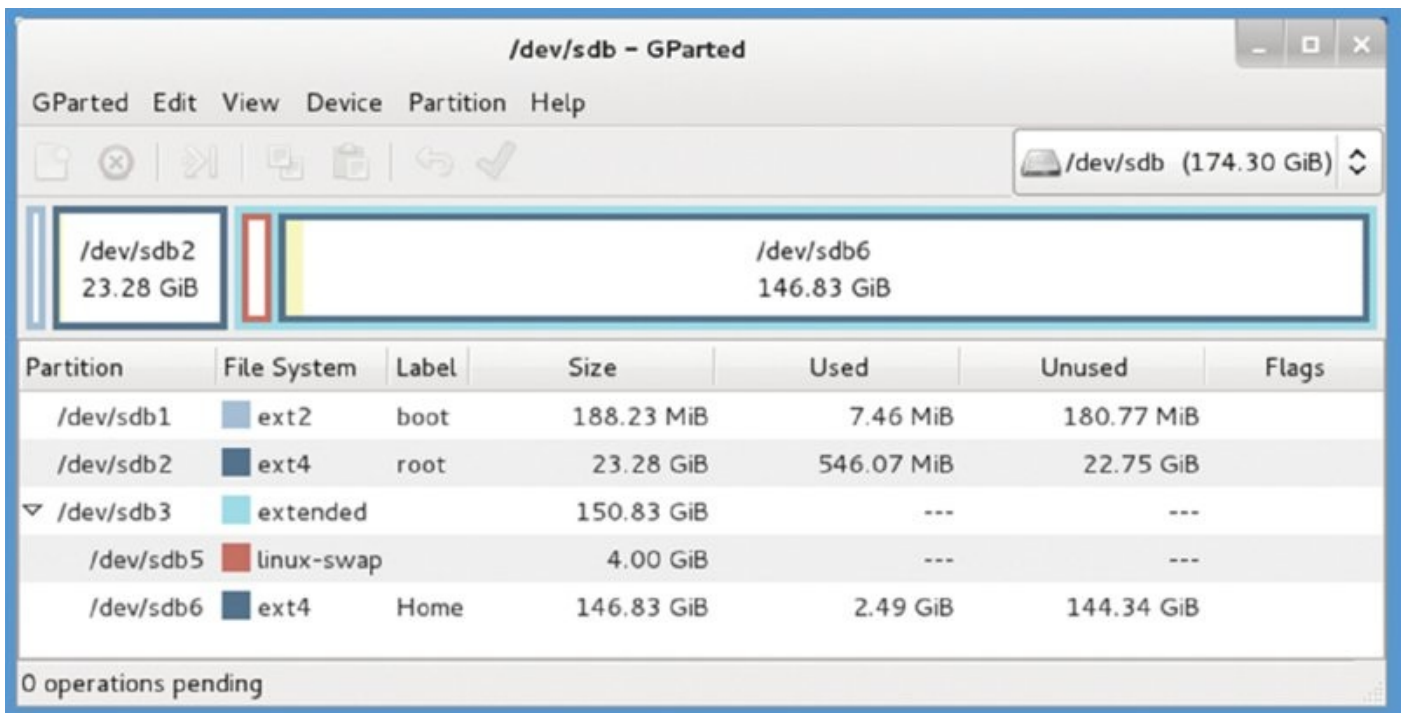 /dev/sdb – GParted
GParted Edit View Device Partition Help
/dev/sdb (174.30 GiB)
/dev/sdb2
23.28 GiB
/dev/sdb6
146.83 GiB
Partition File System Label Size Used Unused Flags
/dev/sdb1 ext2 boot 188.23 MiB 7.46 MiB 180.77 MiB
/dev/sdb2 ext4 root 23.28 GiB 546.07 MiB 22.75 GiB
/dev/sdb3 extended 150.83 GiB --- ---
/dev/sdb5 linux-swap 4.00 GiB --- ---
/dev/sdb6 ext4 Home 146.83 GiB 2.49 GiB 144.34 GiB
0 operations pending